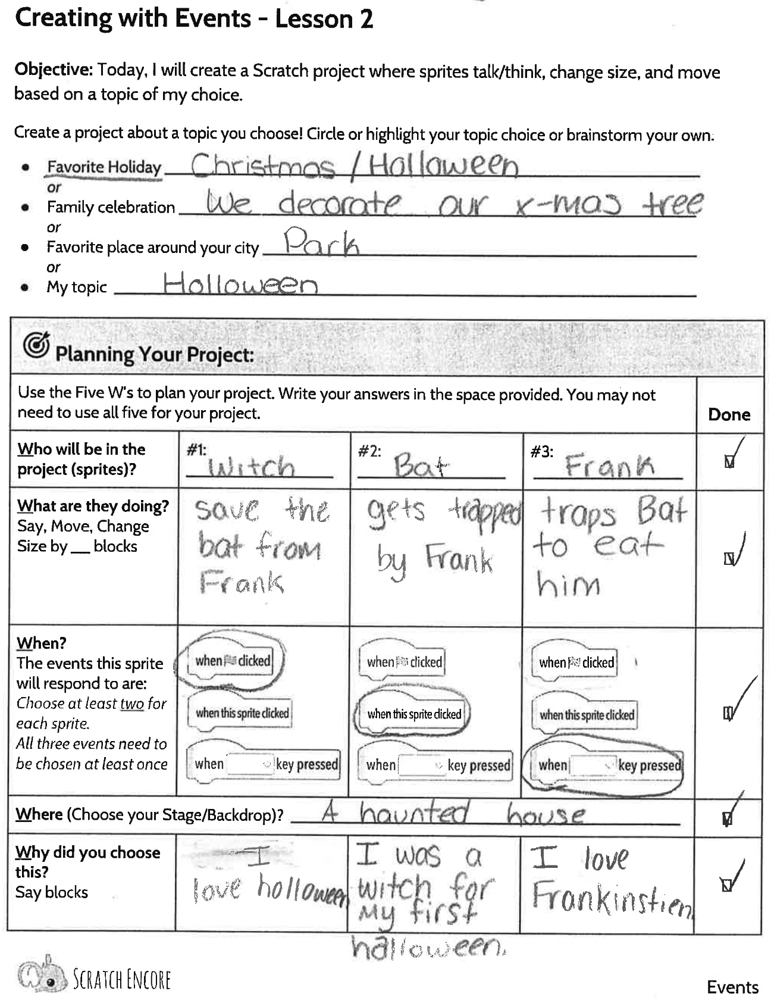 Creating with Events - Lesson 2
Objective: Today, I will create a Scratch project where sprites talk/think, change size, and move
based on a topic of my choice.
Create a project about a topic you choose! Circle or highlight your topic choice or brainstorm your own.
• Favorite Holiday Christmas / Halloween
or
• Family celebration We decorate our x-mas tree
or
• Favorite place around your city Park
or
• My topic Holloween
Planning Your Project:
Use the Five W's to plan your project. Write your answers in the space provided. You may not
need to use all five for your project.
Done
Who will be in the
project (sprites)?
#1: Witch
#2: Bat
#3: Frank
What are they doing?
Say, Move, Change
Size by __ blocks
save the
bat from
Frank
gets trapped
by Frank
traps Bat
to eat
him
When?
The events this sprite
will respond to are:
Choose at least two for
each sprite.
All three events need to
be chosen at least once
when clicked
when this sprite clicked
when key pressed
when clicked
when this sprite clicked
when key pressed
when clicked
when this sprite clicked
when key pressed
Where (Choose your Stage/Backdrop)? A haunted house
Why did you choose
this?
Say blocks
I
love holloween
I was a
witch for
my first
halloween.
I love
Frankinstien.
SCRATCH ENCORE
Events